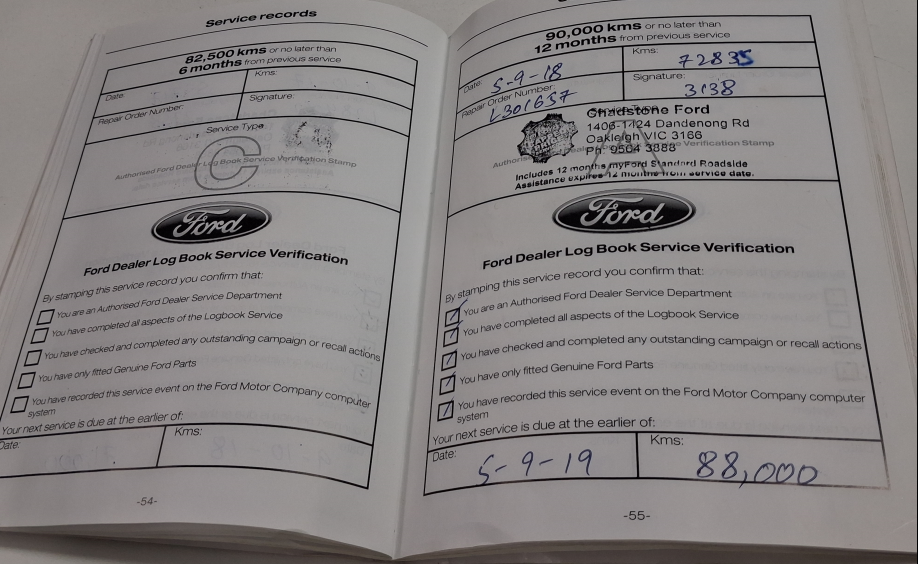 Service records
82,500 kms or no later than
6 months from previous service
Date:
Kms:
Repair Order Number:
Signature:
Service Type
C
Authorised Ford Dealer Log Book Service Verification Stamp
Ford
Ford Dealer Log Book Service Verification
By stamping this service record you confirm that:
You are an Authorised Ford Dealer Service Department
You have completed all aspects of the Logbook Service
You have checked and completed any outstanding campaign or recall actions
You have only fitted Genuine Ford Parts
You have recorded this service event on the Ford Motor Company computer
system
Your next service is due at the earlier of:
Date:
Kms:
-54-
90,000 kms or no later than
12 months from previous service
Date: 5-9-18
Kms: 72835
Repair Order Number: L301637
Signature: 3138
Chadstone Ford
1406-1424 Dandenong Rd
Oakleigh VIC 3166
Ph: 9564 3888
Service Verification Stamp
Includes 12 months myFord Standard Roadside
Assistance expires 12 months from service date.
Ford
Ford Dealer Log Book Service Verification
By stamping this service record you confirm that:
You are an Authorised Ford Dealer Service Department
You have completed all aspects of the Logbook Service
You have checked and completed any outstanding campaign or recall actions
You have only fitted Genuine Ford Parts
You have recorded this service event on the Ford Motor Company computer
system
Your next service is due at the earlier of:
Date: 5-9-19
Kms: 88,000
-55-